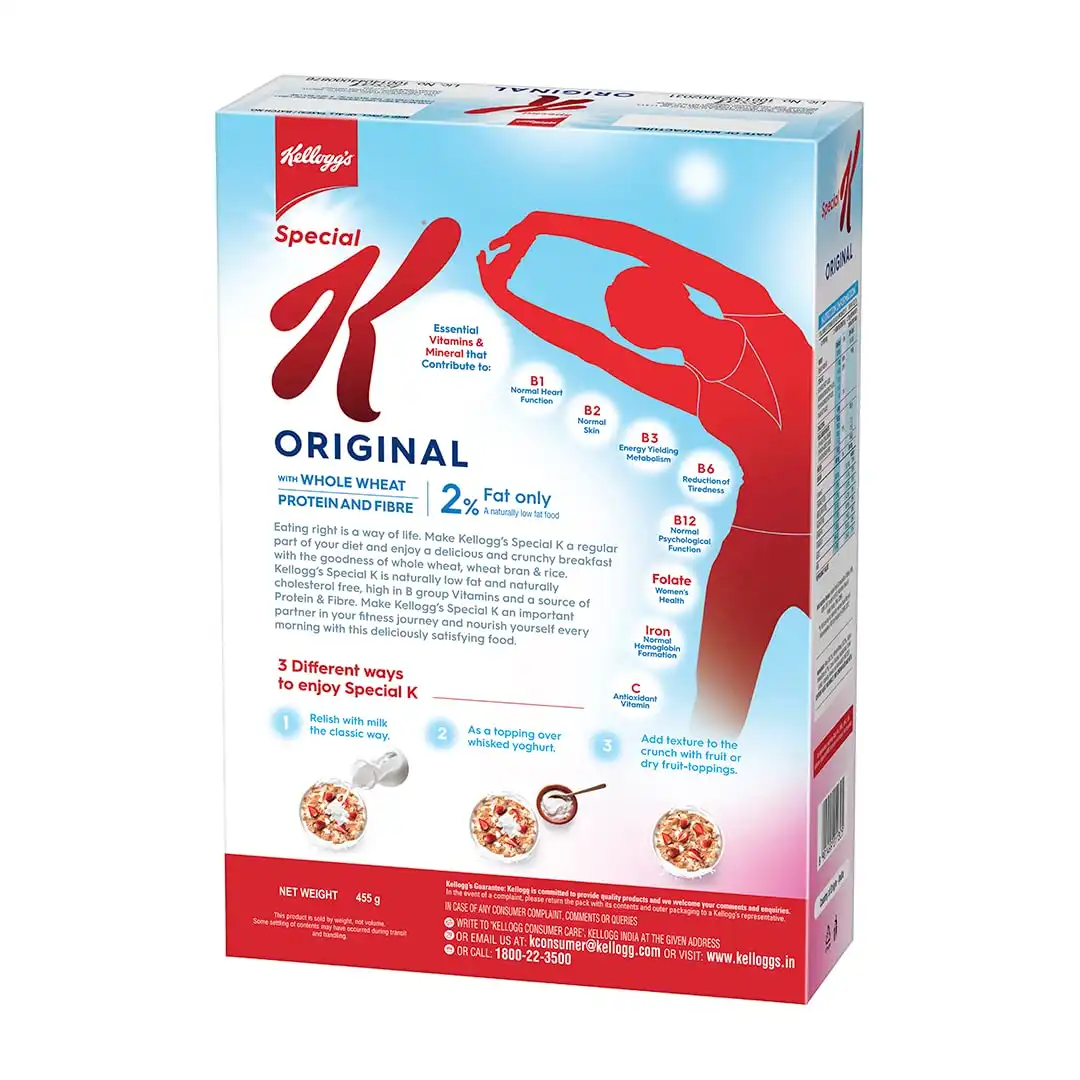 ORIGINAL
Special
Kellogg's
Special
K
ORIGINAL
WITH WHOLE WHEAT
PROTEIN AND FIBRE
2% Fat only
A naturally low fat food
Eating right is a way of life. Make Kellogg's Special K a regular
part of your diet and enjoy a delicious and crunchy breakfast
with the goodness of whole wheat, wheat bran & rice.
Kellogg's Special K is naturally low fat and naturally
cholesterol free, high in B group Vitamins and a source of
Protein & Fibre. Make Kellogg's Special K an important
partner in your fitness journey and nourish yourself every
morning with this deliciously satisfying food.
Essential
Vitamins &
Mineral that
Contribute to:
B1
Normal Heart
Function
B2
Normal
Skin
B3
Energy Yielding
Metabolism
B6
Reduction of
Tiredness
B12
Normal
Psychological
Function
Folate
Women's
Health
Iron
Normal
Hemoglobin
Formation
C
Antioxidant
Vitamin
3 Different ways
to enjoy Special K
1
Relish with milk
the classic way.
2
As a topping over
whisked yoghurt.
3
Add texture to the
crunch with fruit or
dry fruit-toppings.
NET WEIGHT 455 g
This product is sold by weight, not volume.
Some settling of contents may have occurred during transit
and handling.
Kellogg's Guarantee: Kellogg is committed to provide quality products and we welcome your comments and enquiries.
In the event of a complaint, please return the pack with its contents and outer packaging to a Kellogg's representative.
IN CASE OF ANY CONSUMER COMPLAINT, COMMENTS OR QUERIES
WRITE TO 'KELLOGG CONSUMER CARE', KELLOGG INDIA AT THE GIVEN ADDRESS
OR EMAIL US AT: kconsumer@kellogg.com OR VISIT: www.kelloggs.in
OR CALL: 1800-22-3500
Special K
ORIGINAL
NUTRITION INFORMATION